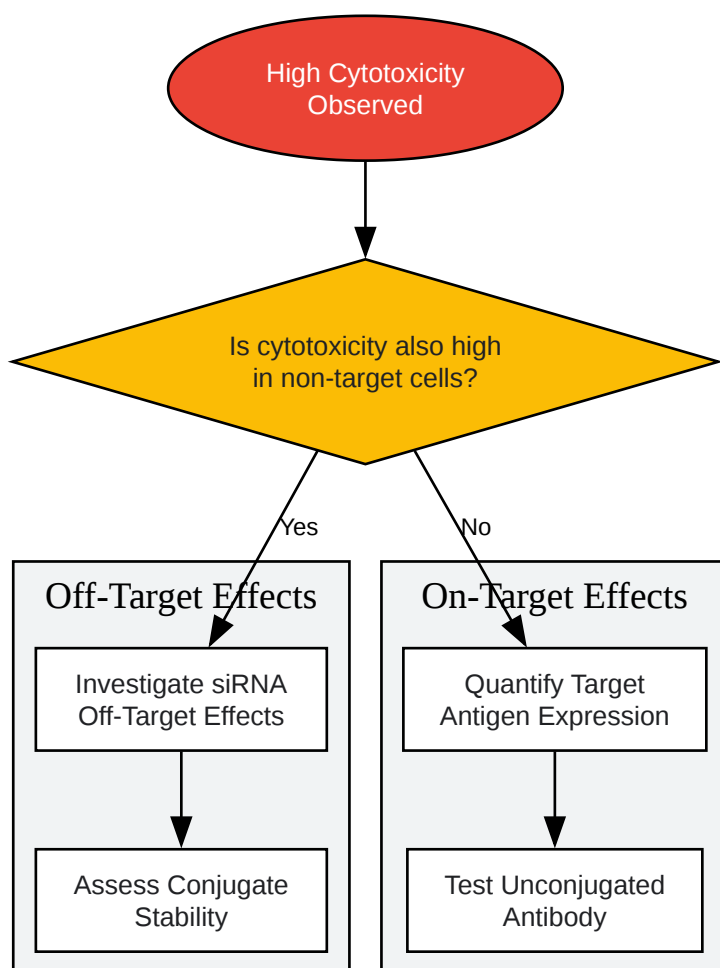 High Cytotoxicity
Observed
Is cytotoxicity also high
in non-target cells?
Yes
No
Off-Target Effects
Investigate siRNA
Off-Target Effects
Assess Conjugate
Stability
On-Target Effects
Quantify Target
Antigen Expression
Test Unconjugated
Antibody